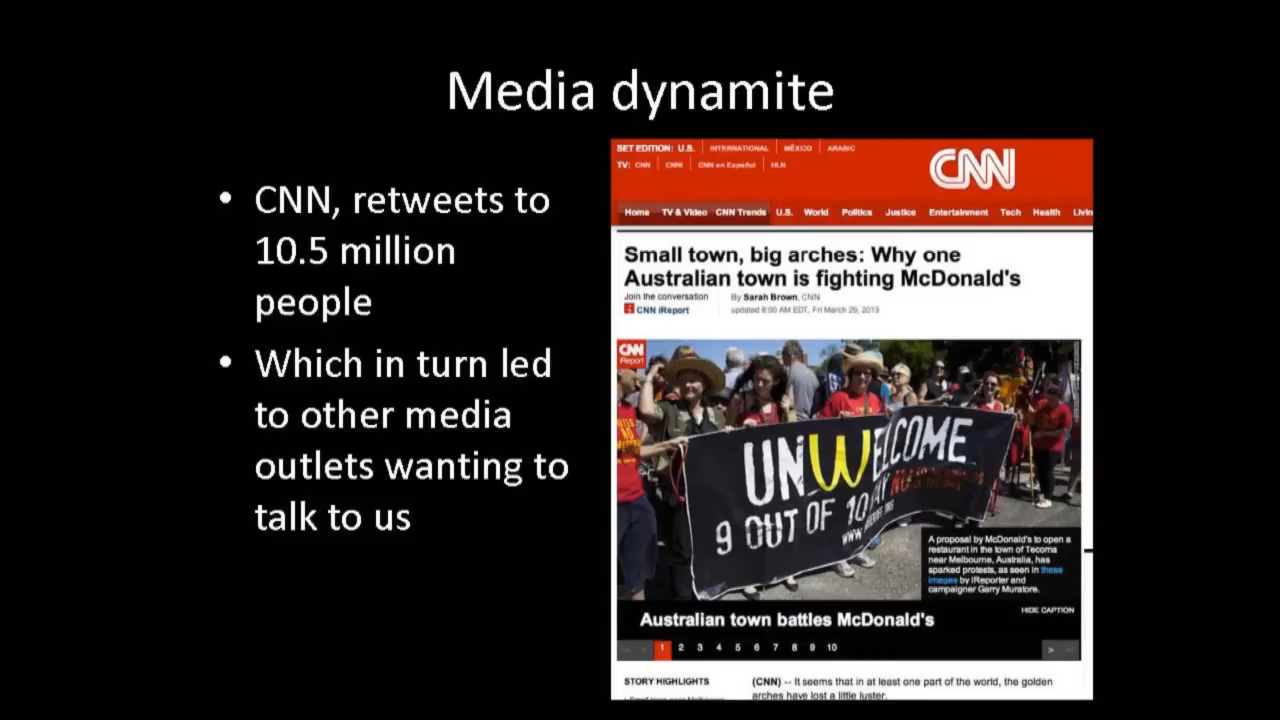 Media dynamite
• CNN, retweets to
10.5 million
people
• Which in turn led
to other media
outlets wanting to
talk to us
SET EDITION: U.S. INTERNATIONAL MÉXICO ARABIC
TV: CNN CNNi CNN en Español HLN
CNN
Home TV & Video CNN Trends U.S. World Politics Justice Entertainment Tech Health Livin
Small town, big arches: Why one
Australian town is fighting McDonald's
Join the conversation
CNN iReport
By Sarah Brown, CNN
updated 8:00 AM EDT, Fri March 29, 2013
CNN
iReport
UNWELCOME
9 OUT OF 10 SAY
WWW
A proposal by McDonald's to open a
restaurant in the town of Tecoma
near Melbourne, Australia, has
sparked protests, as seen in these
images by iReporter and
campaigner Garry Muratore.
HIDE CAPTION
Australian town battles McDonald's
1 2 3 4 5 6 7 8 9 10 >
STORY HIGHLIGHTS
(CNN) -- It seems that in at least one part of the world, the golden
arches have lost a little luster.